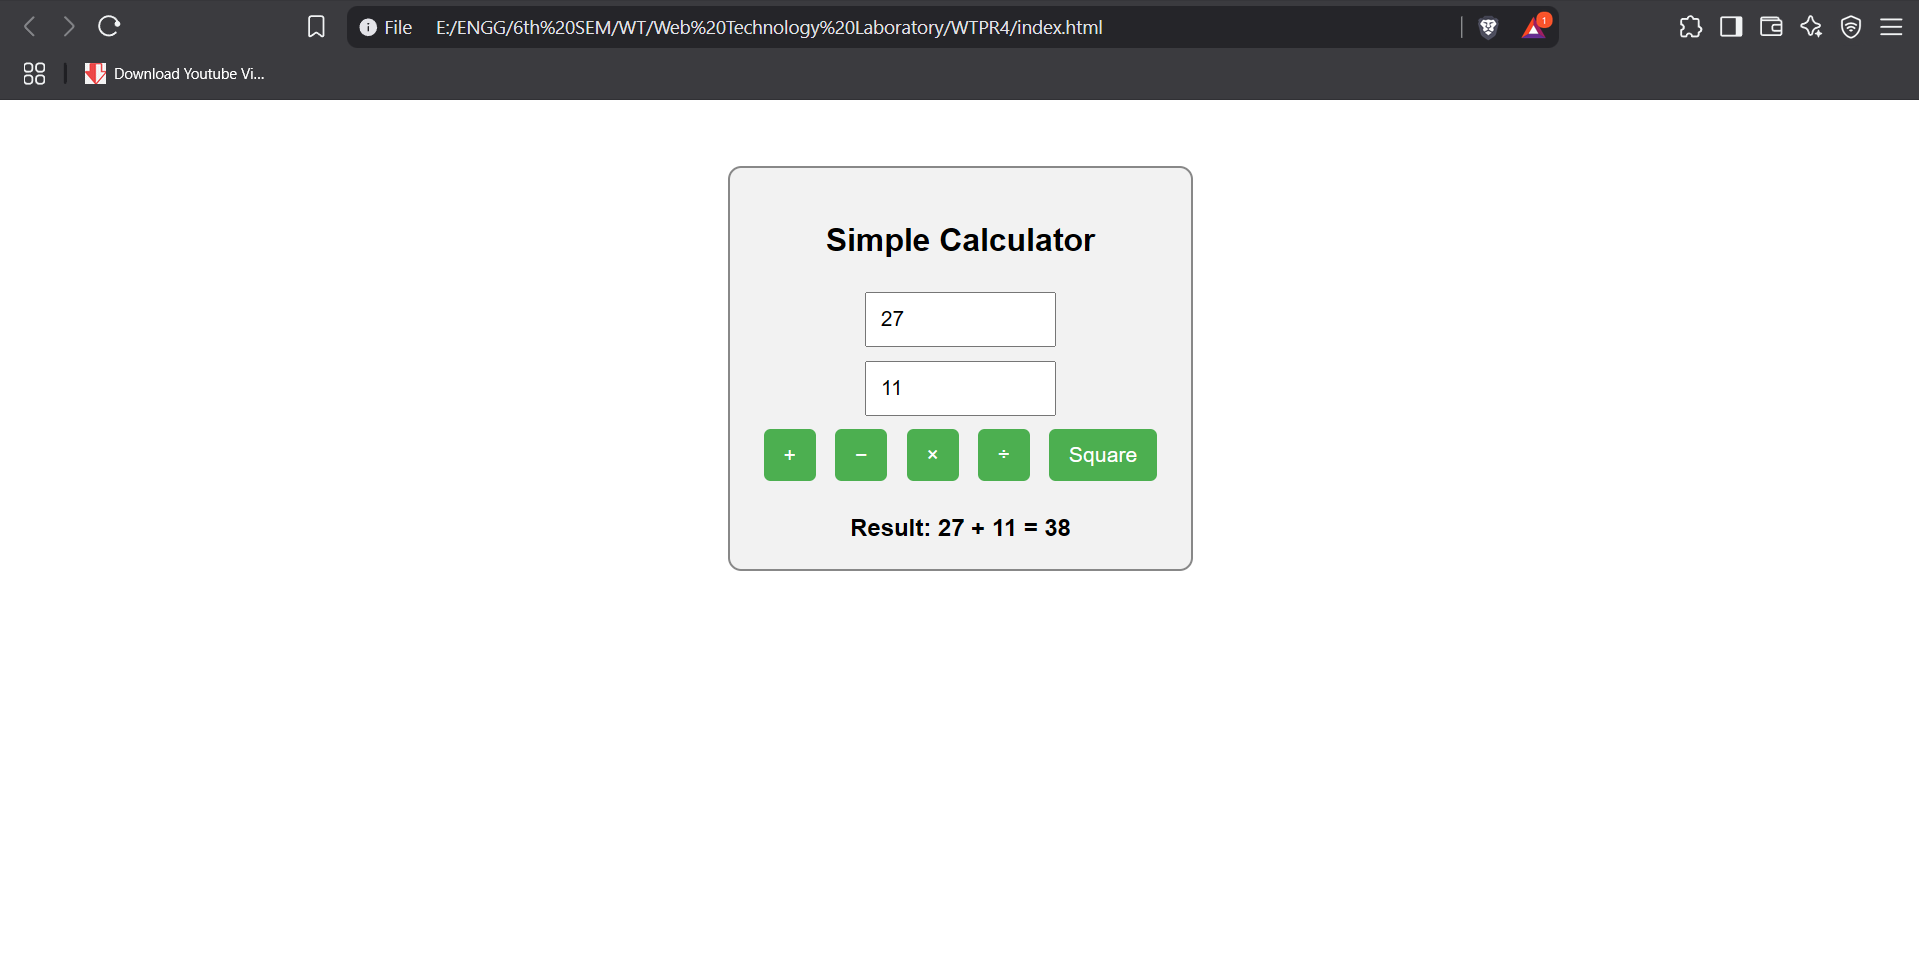 File E:/ENGG/6th%20SEM/WT/Web%20Technology%20Laboratory/WTPR4/index.html
1
Download Youtube Vi...
Simple Calculator
27
11
+ − × ÷ Square
Result: 27 + 11 = 38